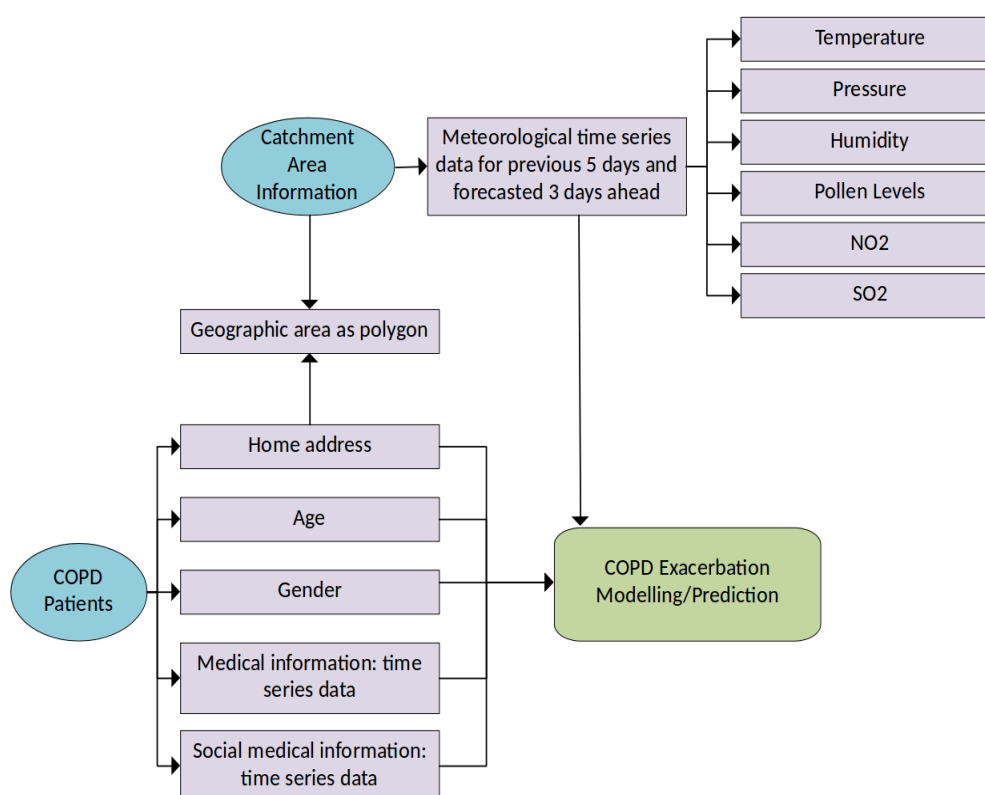 Temperature
Pressure
Catchment
Area
Information
Meteorological time series
data for previous 5 days and
forecasted 3 days ahead
Humidity
Pollen Levels
NO2
SO2
Geographic area as polygon
Home address
Age
COPD
Patients
Gender
COPD Exacerbation
Modelling/Prediction
Medical information: time
series data
Social medical information:
time series data